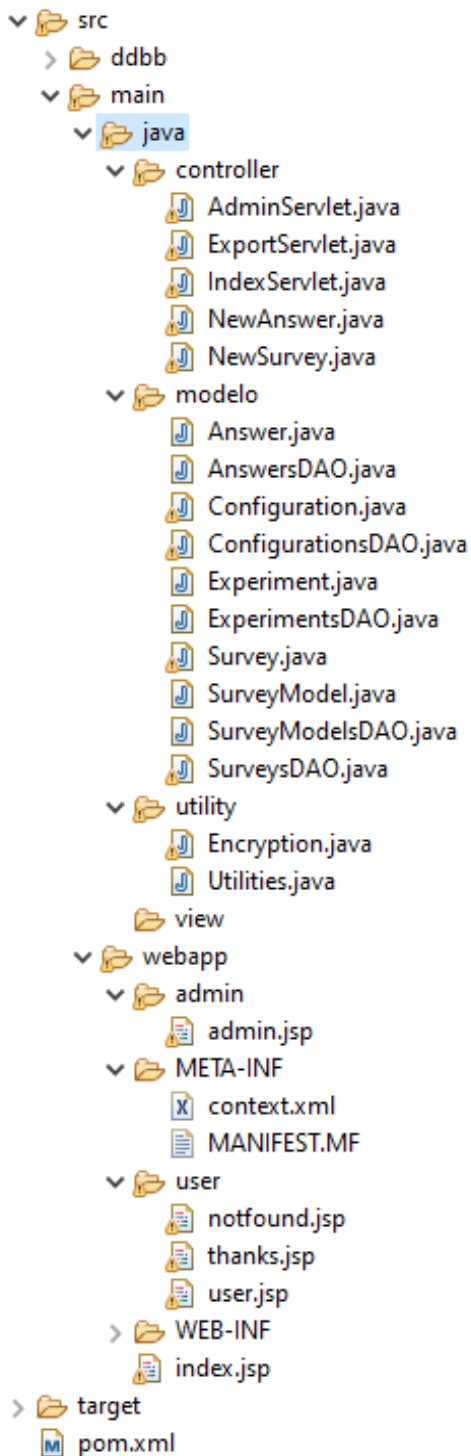 src
ddbb
main
java
controller
AdminServlet.java
ExportServlet.java
IndexServlet.java
NewAnswer.java
NewSurvey.java
modelo
Answer.java
AnswersDAO.java
Configuration.java
ConfigurationsDAO.java
Experiment.java
ExperimentsDAO.java
Survey.java
SurveyModel.java
SurveyModelsDAO.java
SurveysDAO.java
utility
Encryption.java
Utilities.java
view
webapp
admin
admin.jsp
META-INF
context.xml
MANIFEST.MF
user
notfound.jsp
thanks.jsp
user.jsp
WEB-INF
index.jsp
target
pom.xml